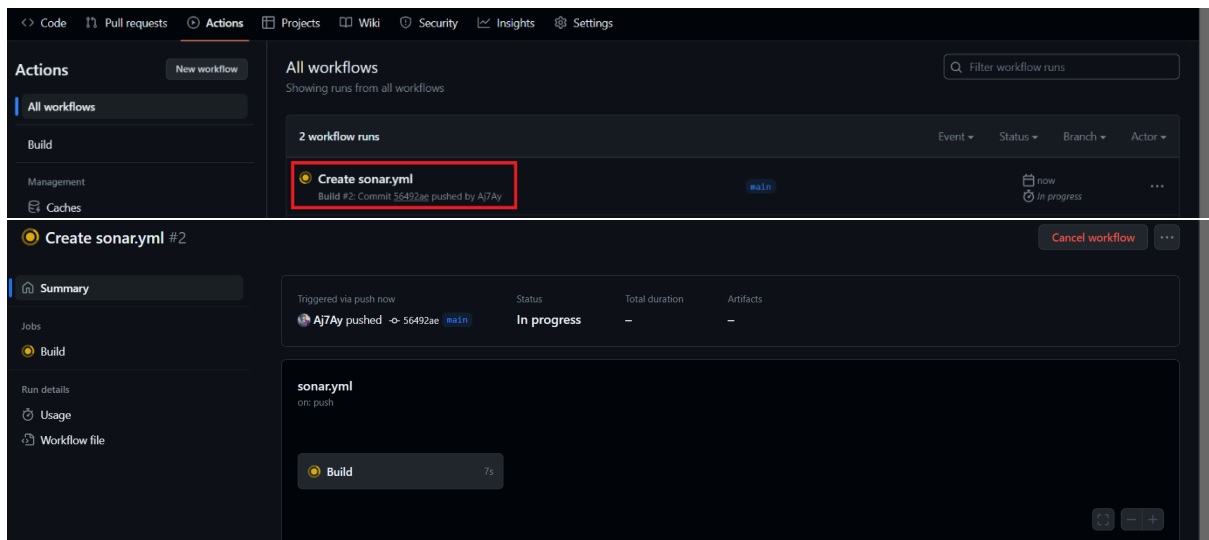 Code Pull requests Actions Projects Wiki Security Insights Settings
Actions New workflow
All workflows
Build
Management
Caches
All workflows
Showing runs from all workflows
Filter workflow runs
2 workflow runs Event Status Branch Actor
Create sonar.yml
Build #2: Commit 56492ae pushed by Aj7Ay
main
now
In progress
Create sonar.yml #2
Cancel workflow
Summary
Jobs
Build
Run details
Usage
Workflow file
Triggered via push now Status Total duration Artifacts
Aj7Ay pushed 56492ae main In progress – –
sonar.yml
on: push
Build 7s